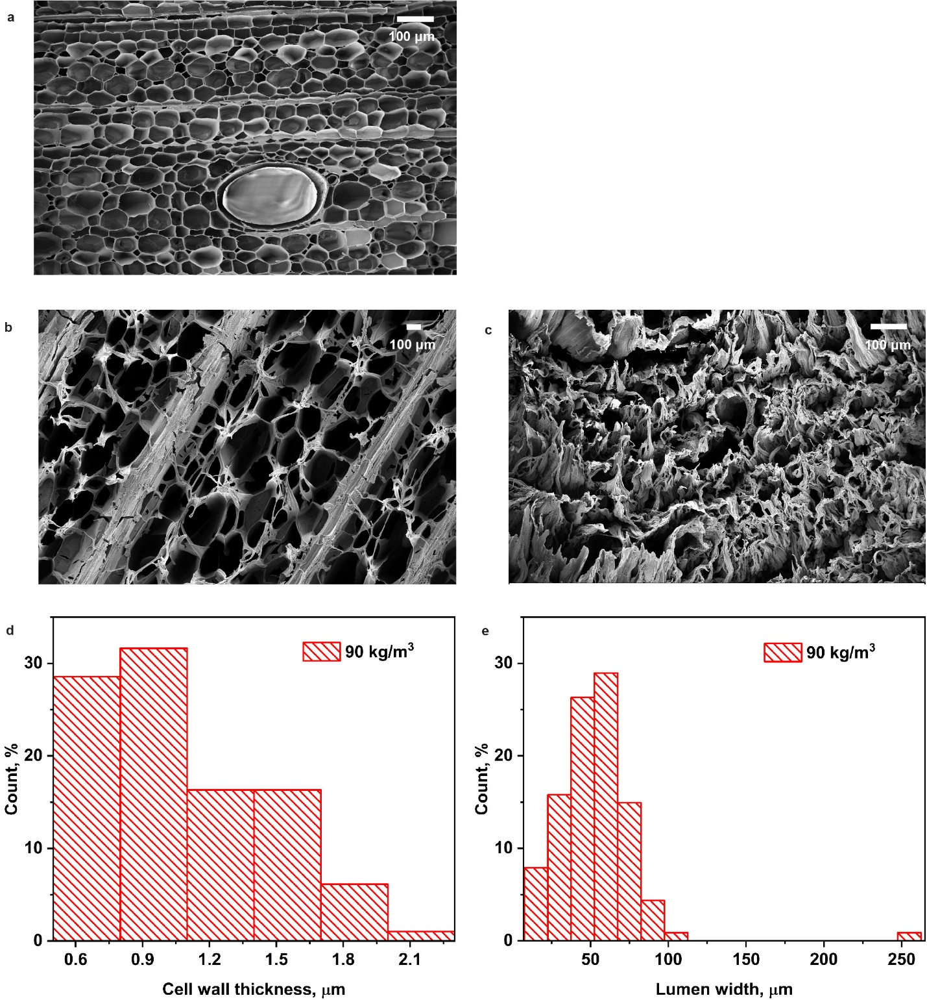 a
100 µm
b
100 µm
c
100 µm
d
90 kg/m³
30
20
10
0
Count, %
0.6 0.9 1.2 1.5 1.8 2.1
Cell wall thickness, µm
e
90 kg/m³
30
20
10
0
Count, %
50 100 150 200 250
Lumen width, µm